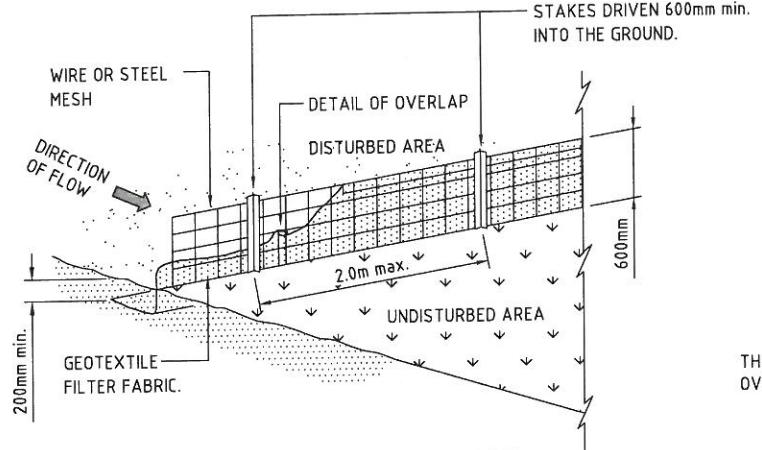 STAKES DRIVEN 600mm min.
INTO THE GROUND.
WIRE OR STEEL
MESH
DETAIL OF OVERLAP
DISTURBED AREA
DIRECTION
OF FLOW
600mm
2.0m max.
UNDISTURBED AREA
200mm min.
GEOTEXTILE
FILTER FABRIC.
TH
OV